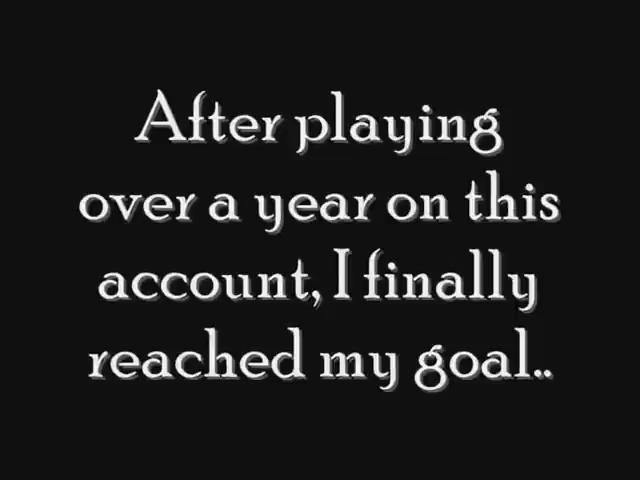 After playing
over a year on this
account, I finally
reached my goal..